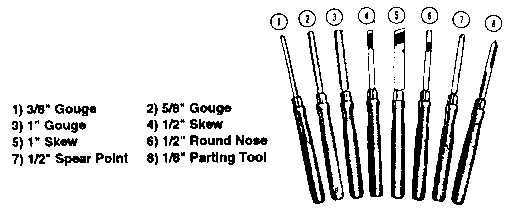 1 2 3 4 5 6 7 8
1) 3/8" Gouge 2) 5/8" Gouge
3) 1" Gouge 4) 1/2" Skew
5) 1" Skew 6) 1/2" Round Nose
7) 1/2" Spear Point 8) 1/8" Parting Tool